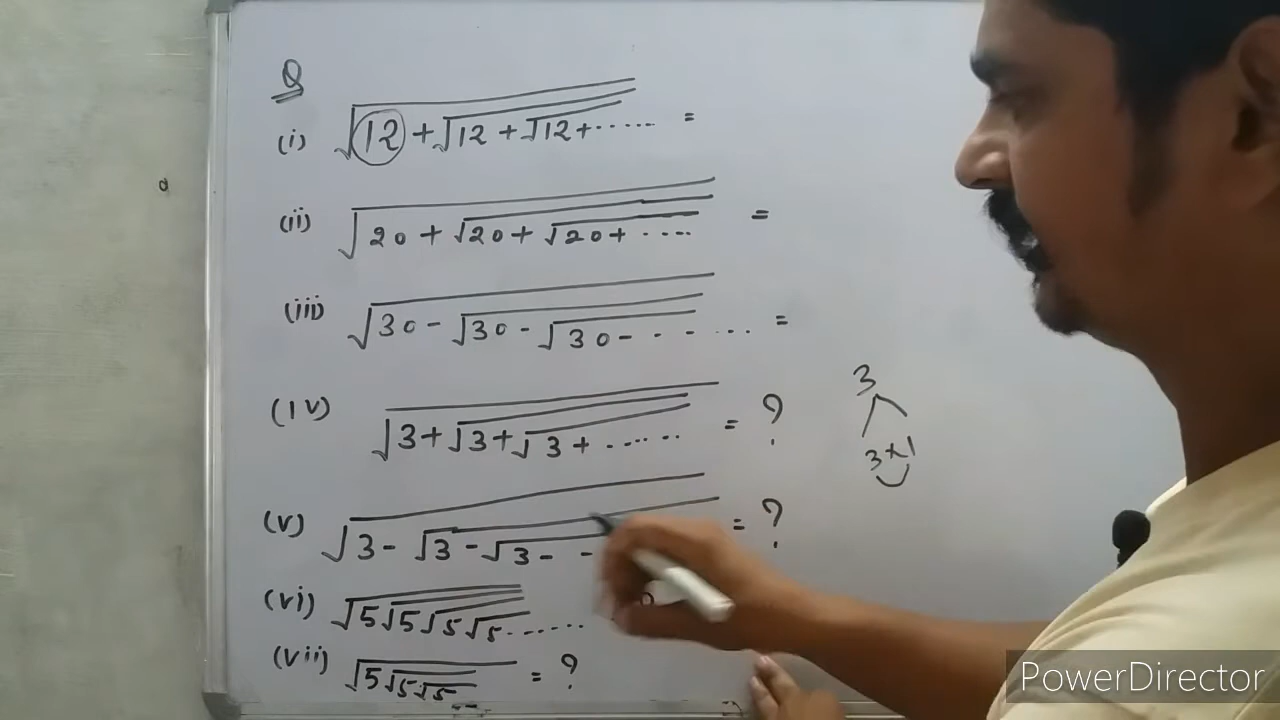 Q
(i) √12 + √12 + √12 + ...... =
(ii) √20 + √20 + √20 + ..... =
(iii) √30 - √30 - √30 - - - ... =
(iv) √3 + √3 + √3 + ...... = ?
3
3 × 1
(v) √3 - √3 - √3 - - = ?
(vi) √5√5√5√5......
(vii) √5√5√5 ... = ?
PowerDirector